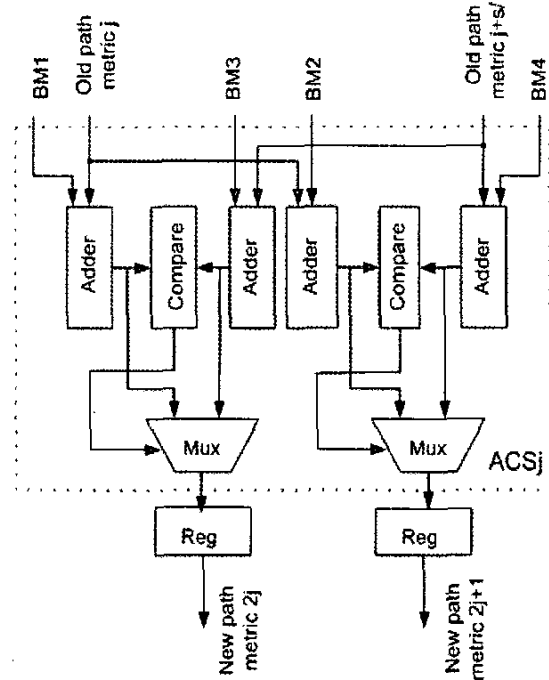 BM1
Old path
metric j
BM3
BM2
Old path
metric j+s/
BM4
Adder
Compare
Adder
Adder
Compare
Adder
Mux
Mux
ACSj
Reg
Reg
New path
metric 2j
New path
metric 2j+1